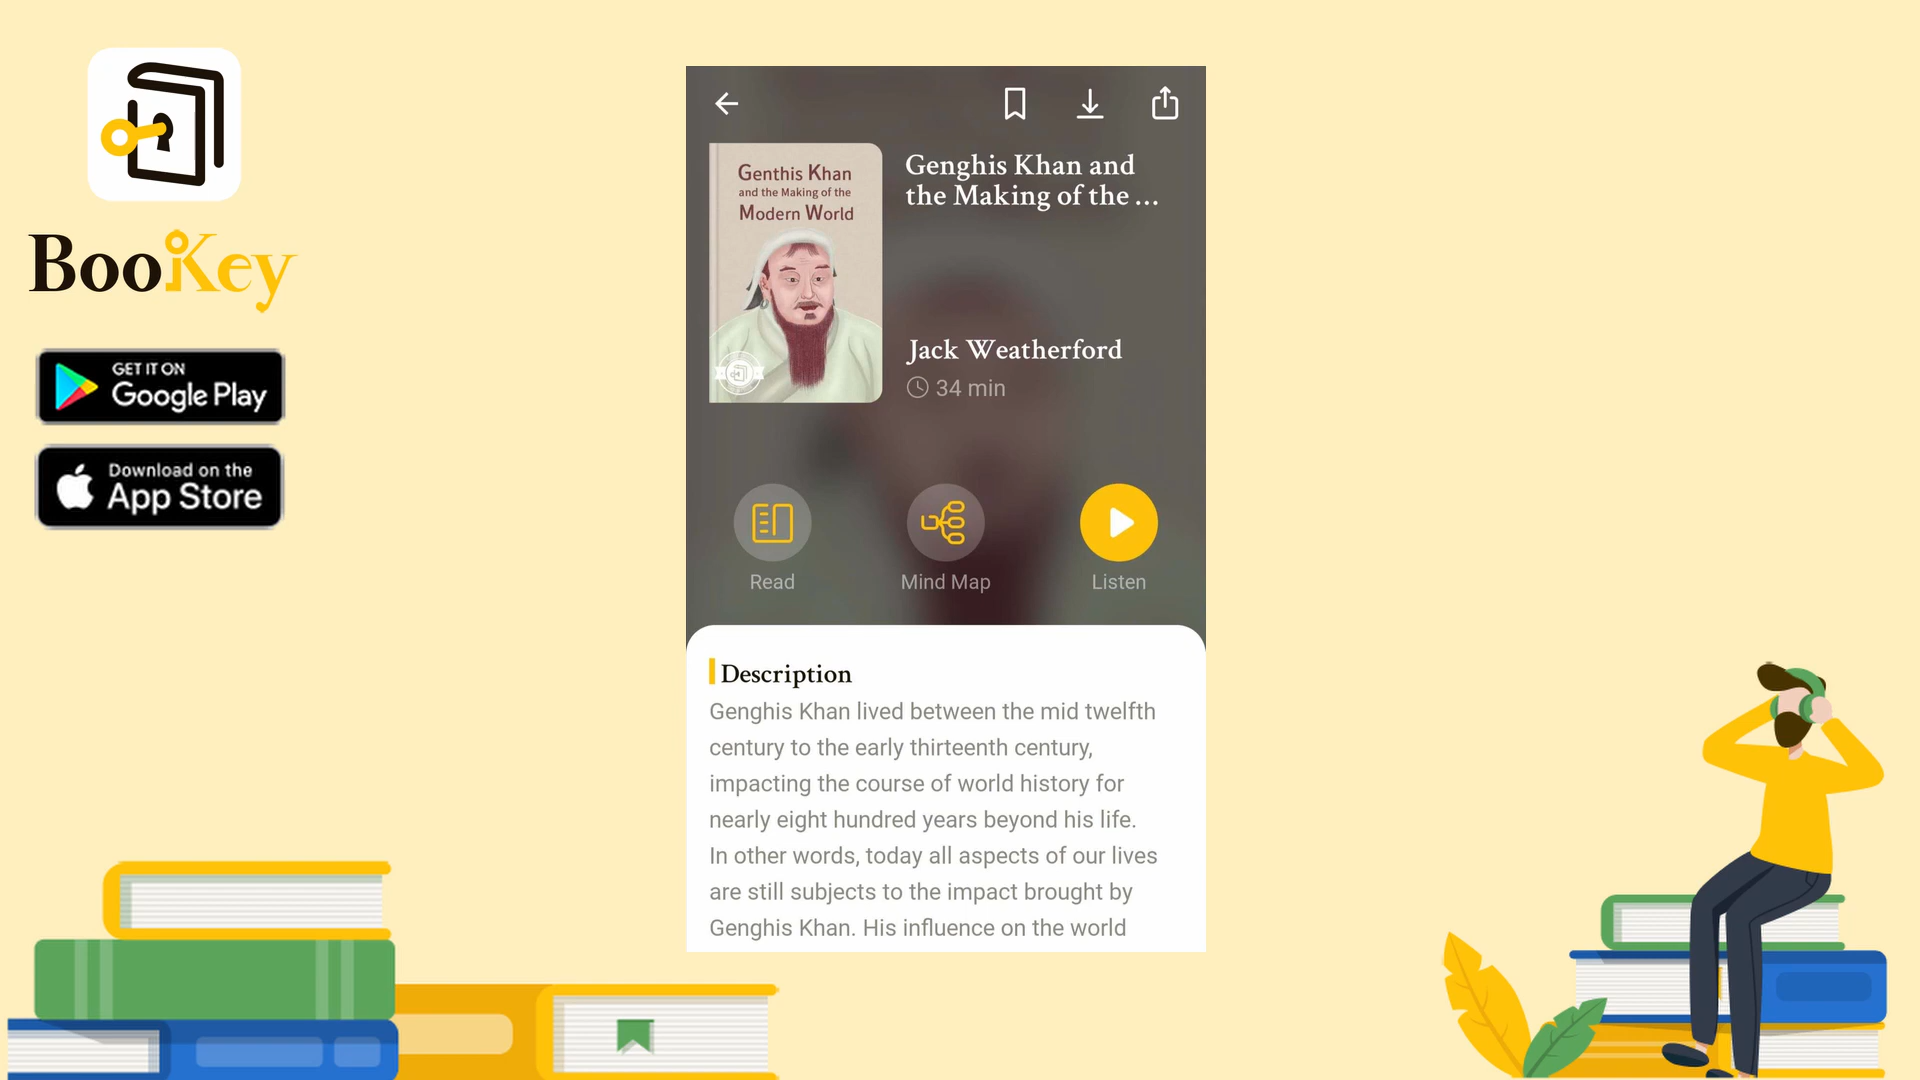 BooKey
GET IT ON
Google Play
Download on the
App Store
Genthis Khan
and the Making of the
Modern World
Genghis Khan and
the Making of the ...
Jack Weatherford
34 min
Read
Mind Map
Listen
Description
Genghis Khan lived between the mid twelfth
century to the early thirteenth century,
impacting the course of world history for
nearly eight hundred years beyond his life.
In other words, today all aspects of our lives
are still subjects to the impact brought by
Genghis Khan. His influence on the world